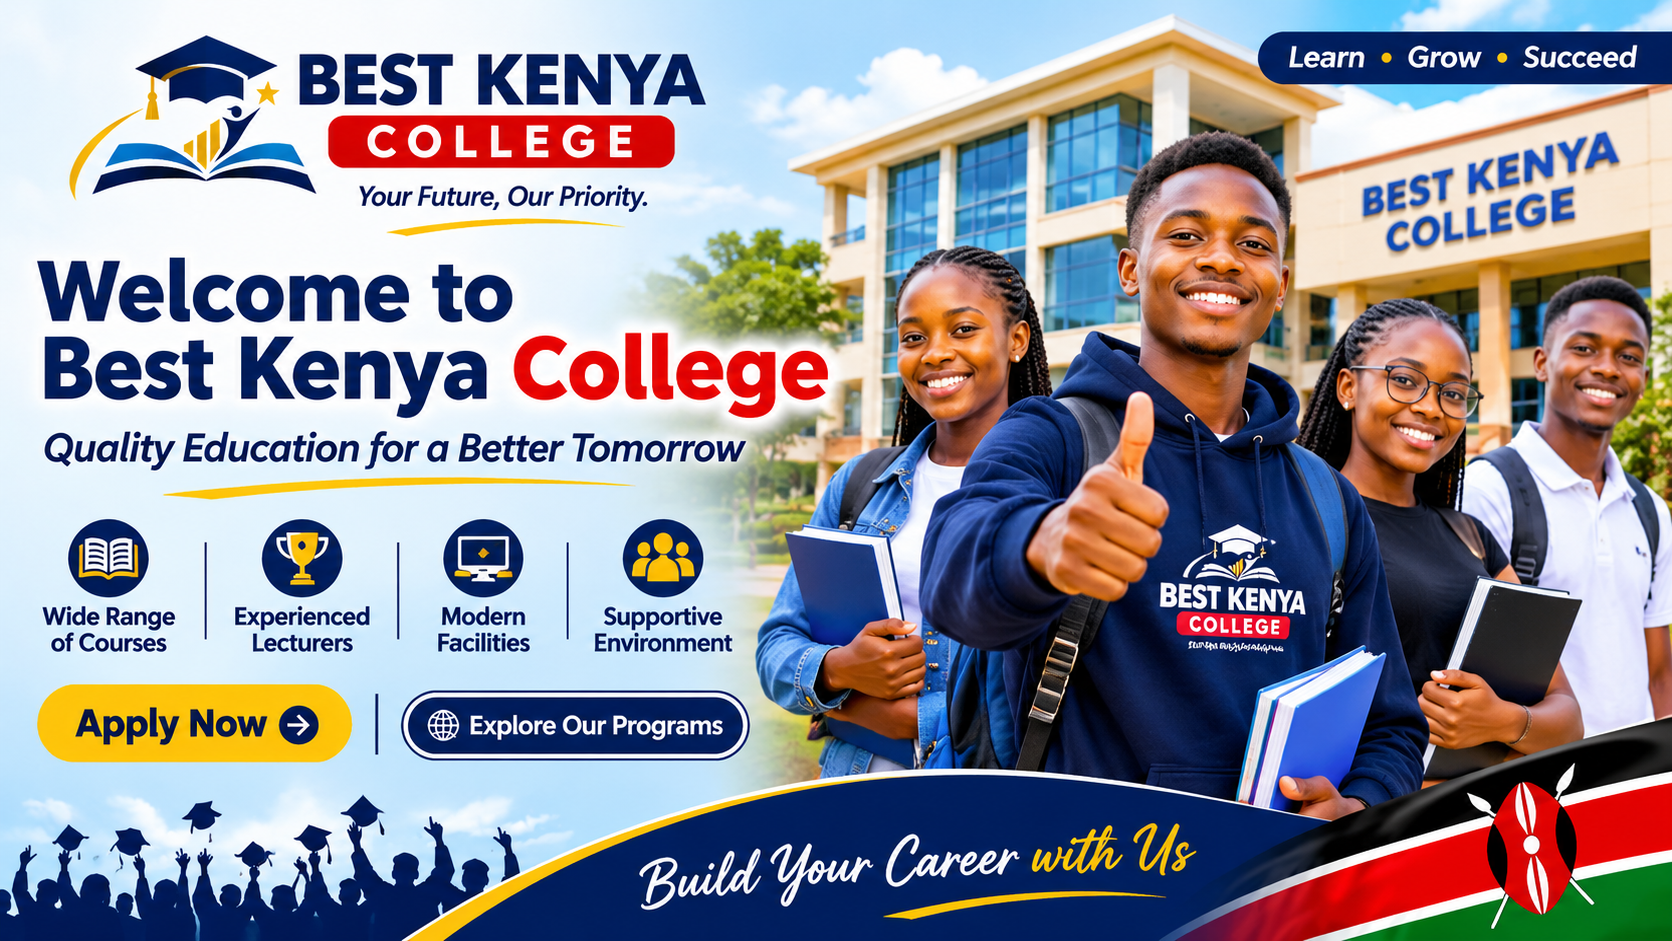 BEST KENYA
COLLEGE
Your Future, Our Priority.
Learn • Grow • Succeed
BEST KENYA
COLLEGE
Welcome to
Best Kenya College
Quality Education for a Better Tomorrow
Wide Range
of Courses
Experienced
Lecturers
Modern
Facilities
Supportive
Environment
Apply Now
Explore Our Programs
BEST KENYA
COLLEGE
Build Your Career with Us